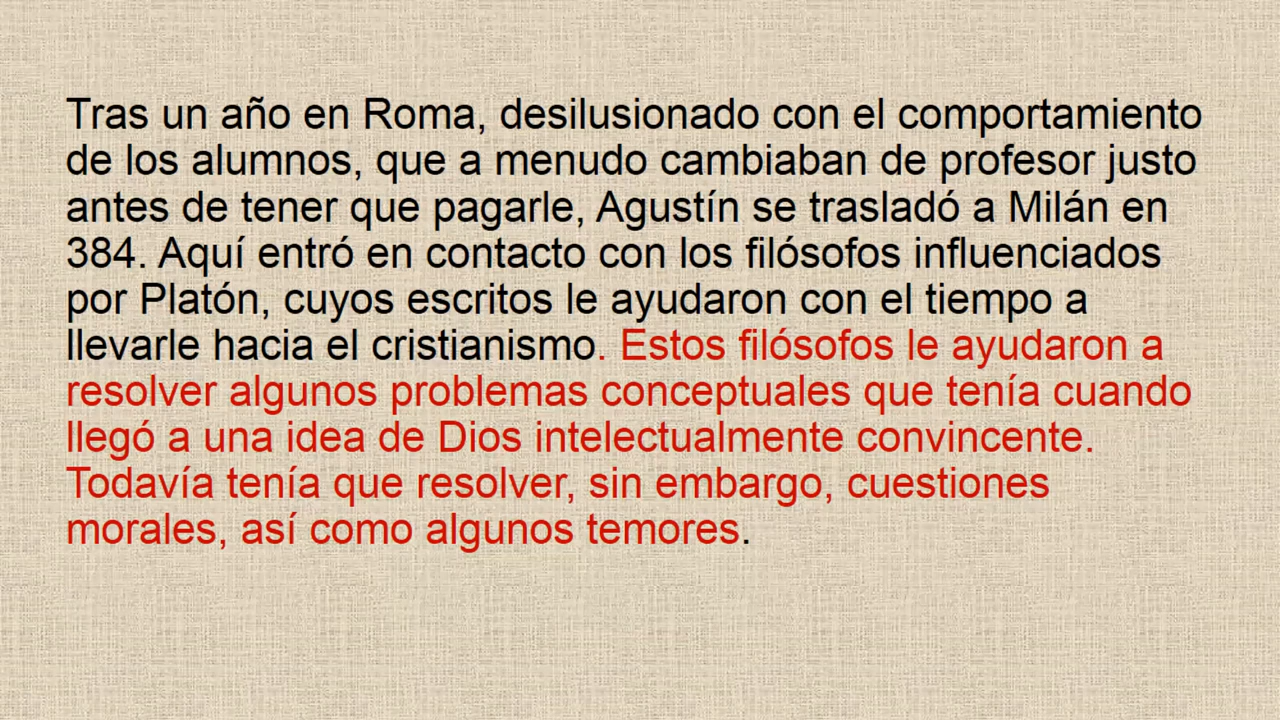 Tras un año en Roma, desilusionado con el comportamiento
de los alumnos, que a menudo cambiaban de profesor justo
antes de tener que pagarle, Agustín se trasladó a Milán en
384. Aquí entró en contacto con los filósofos influenciados
por Platón, cuyos escritos le ayudaron con el tiempo a
llevarle hacia el cristianismo. Estos filósofos le ayudaron a
resolver algunos problemas conceptuales que tenía cuando
llegó a una idea de Dios intelectualmente convincente.
Todavía tenía que resolver, sin embargo, cuestiones
morales, así como algunos temores.